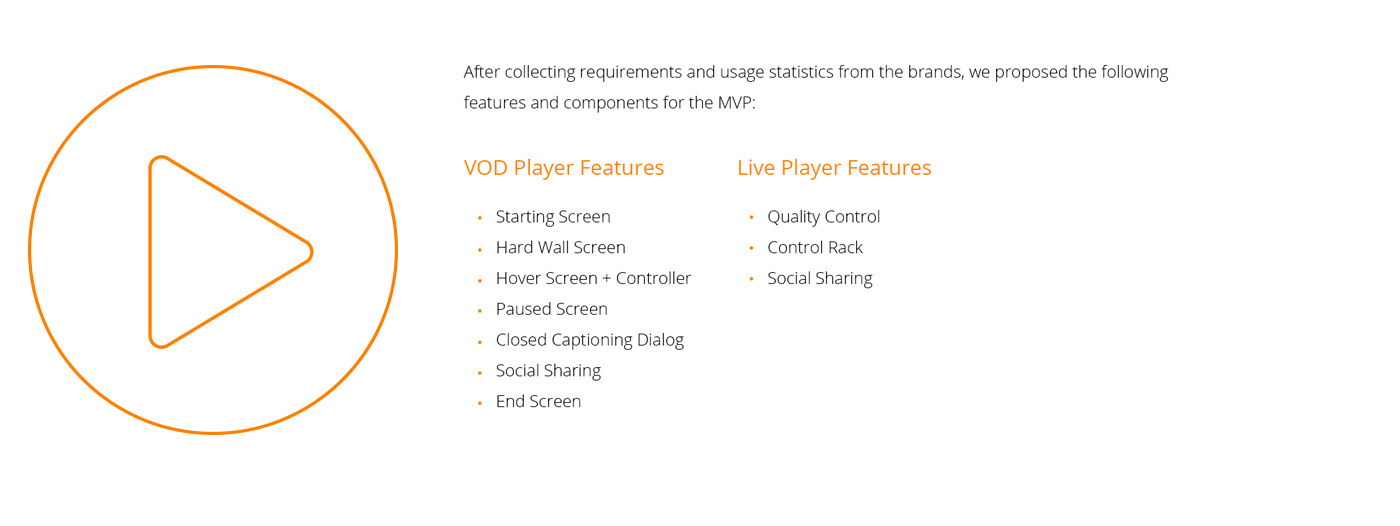 After collecting requirements and usage statistics from the brands, we proposed the following
features and components for the MVP:
VOD Player Features
• Starting Screen
• Hard Wall Screen
• Hover Screen + Controller
• Paused Screen
• Closed Captioning Dialog
• Social Sharing
• End Screen
Live Player Features
• Quality Control
• Control Rack
• Social Sharing